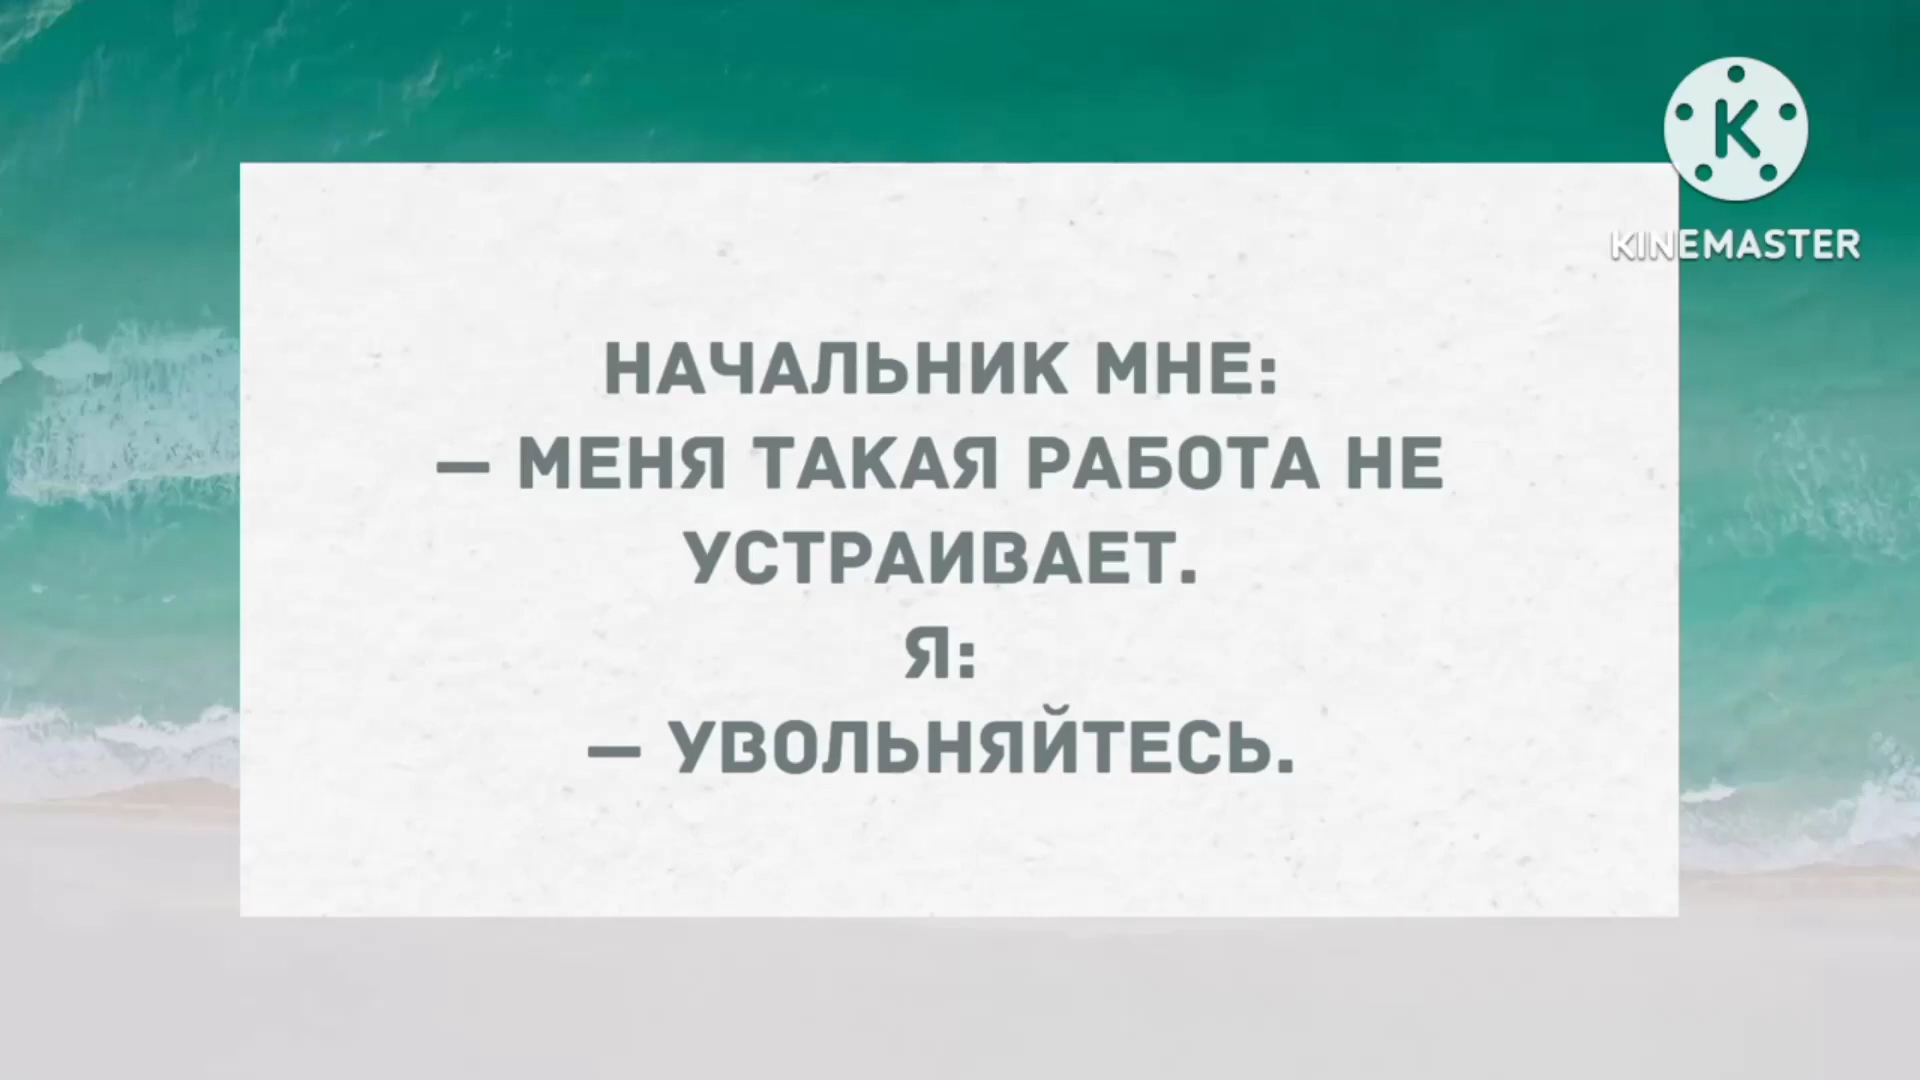 K
KINEMASTER
НАЧАЛЬНИК МНЕ:
— МЕНЯ ТАКАЯ РАБОТА НЕ
УСТРАИВАЕТ.
Я:
— УВОЛЬНЯЙТЕСЬ.